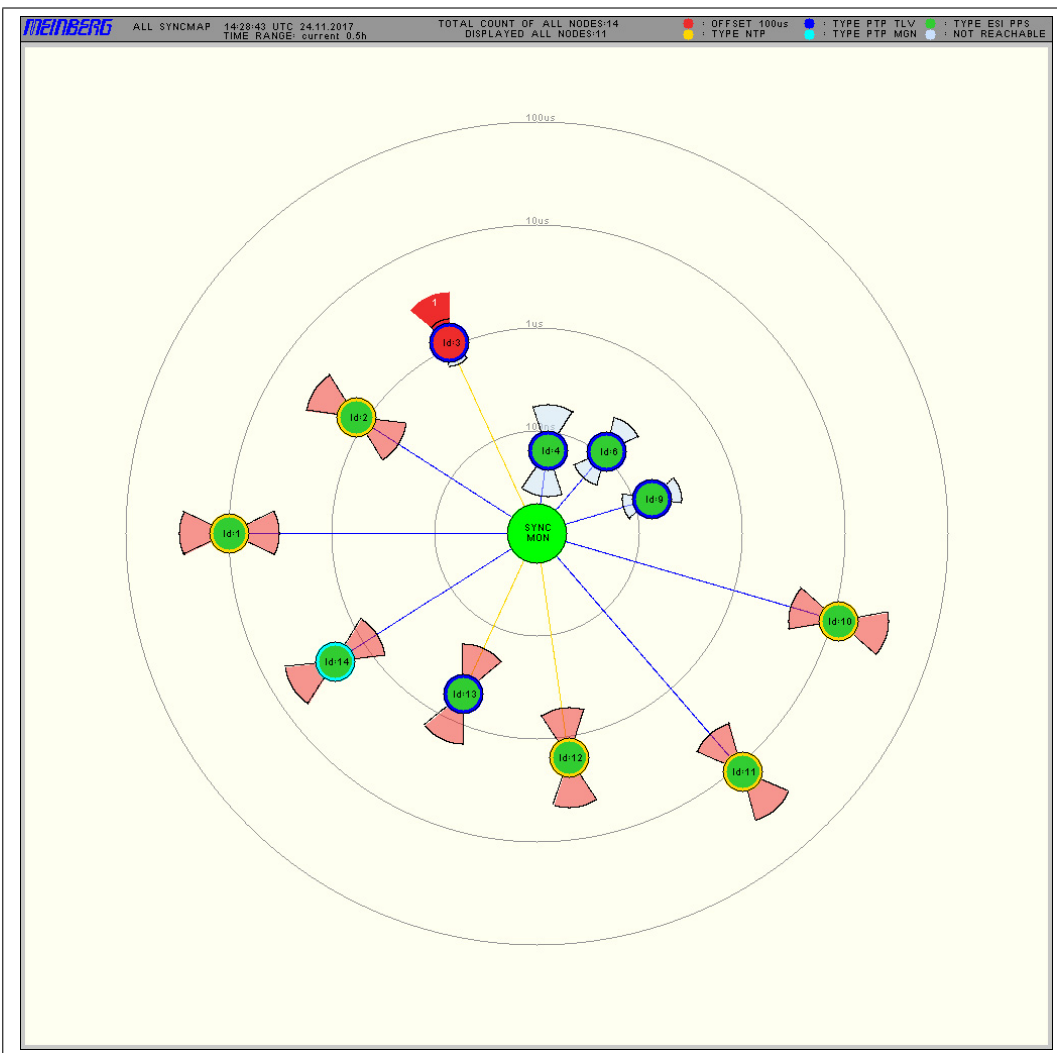 MEINBERG
ALL SYNCMAP 14:28:43 UTC 24.11.2017
TIME RANGE: current 0.5h
TOTAL COUNT OF ALL NODES:14
DISPLAYED ALL NODES:11
: OFFSET 100us : TYPE PTP TLV : TYPE ESI PPS
: TYPE NTP : TYPE PTP MGN : NOT REACHABLE
100us
10us
1
1us
Id:3
Id:2
100ns
Id:4
Id:6
Id:9
SYNC
MON
Id:1
Id:10
Id:14
Id:13
Id:12
Id:11